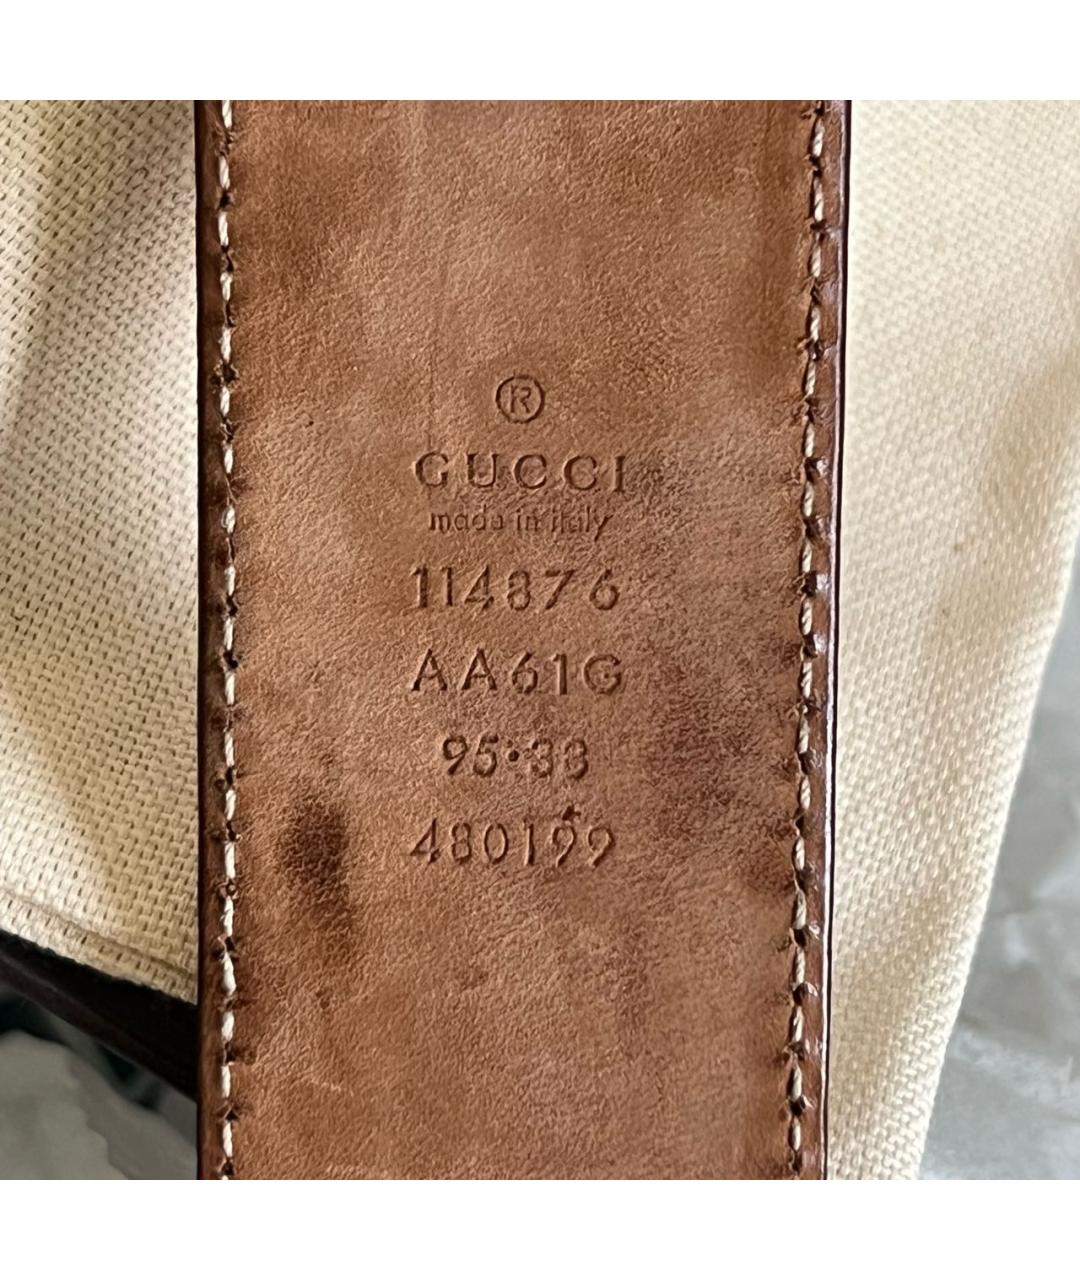 ®
GUCCI
made in italy
114876
AA61G
95·38
480199